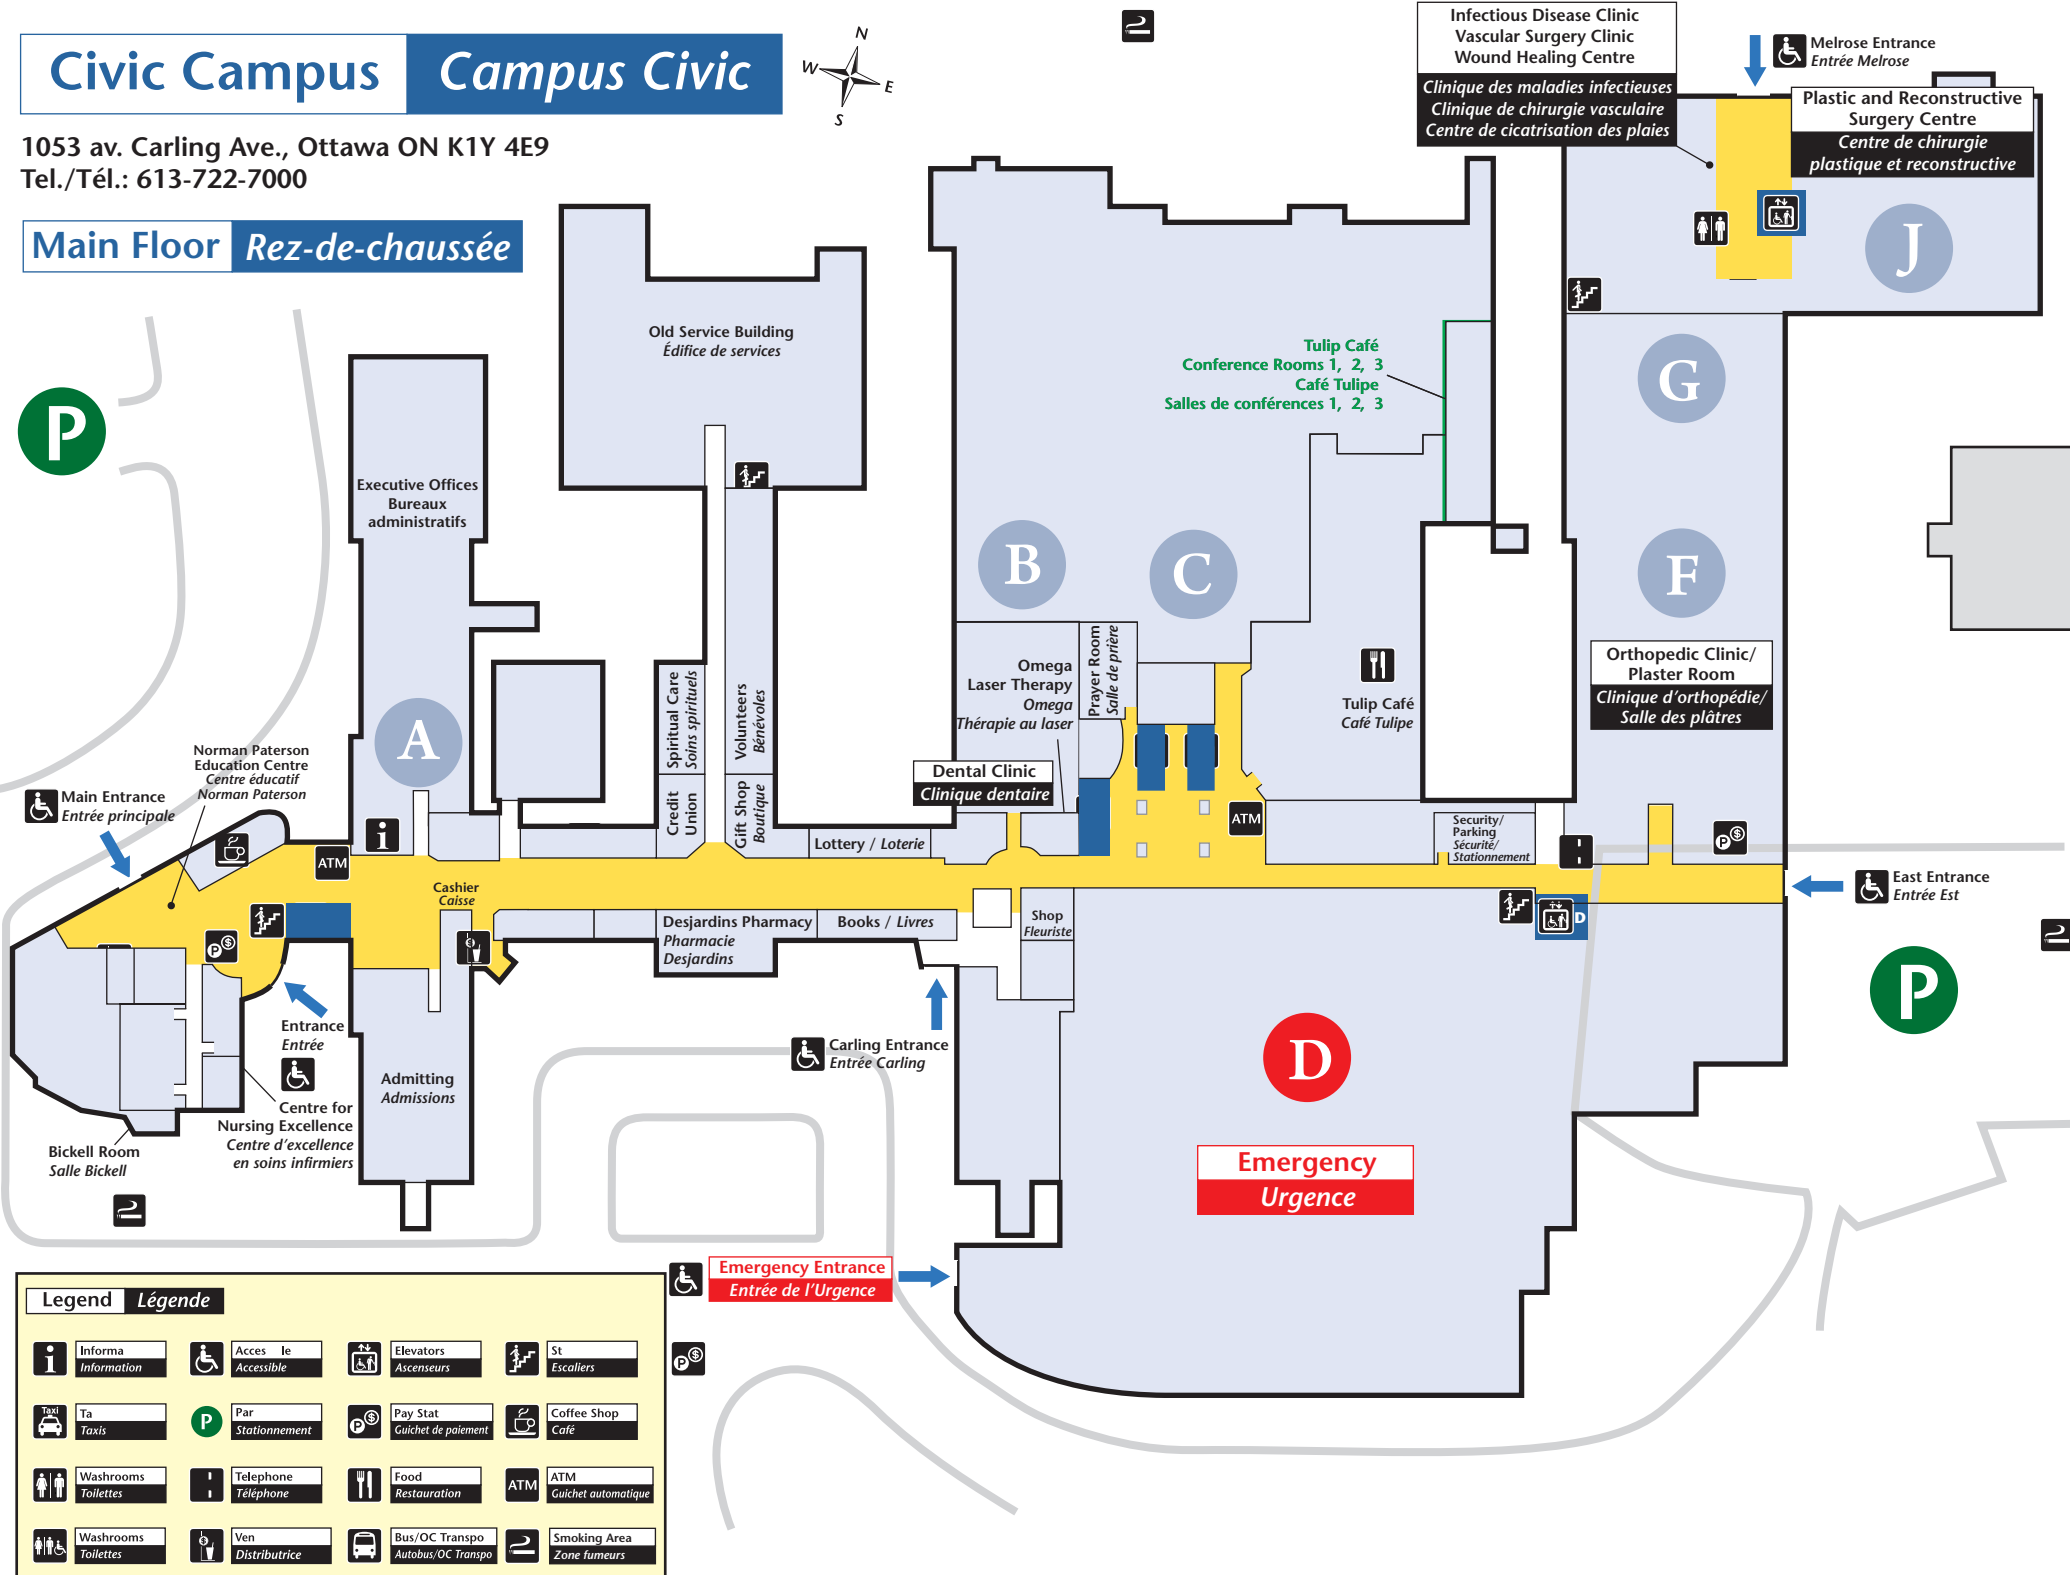 Civic Campus Campus Civic
N
W
E
S
1053 av. Carling Ave., Ottawa ON K1Y 4E9
Tel./Tél.: 613-722-7000
Main Floor Rez-de-chaussée
Infectious Disease Clinic
Vascular Surgery Clinic
Wound Healing Centre
Clinique des maladies infectieuses
Clinique de chirurgie vasculaire
Centre de cicatrisation des plaies
Melrose Entrance
Entrée Melrose
Plastic and Reconstructive
Surgery Centre
Centre de chirurgie
plastique et reconstructive
J
Old Service Building
Édifice de services
Tulip Café
Conference Rooms 1, 2, 3
Café Tulipe
Salles de conférences 1, 2, 3
G
P
Executive Offices
Bureaux
administratifs
B
C
F
Orthopedic Clinic/
Plaster Room
Clinique d'orthopédie/
Salle des plâtres
Omega
Laser Therapy
Omega
Thérapie au laser
Prayer Room
Salle de prière
Tulip Café
Café Tulipe
Spiritual Care
Soins spirituels
Volunteers
Bénévoles
A
Norman Paterson
Education Centre
Centre éducatif
Norman Paterson
Dental Clinic
Clinique dentaire
Main Entrance
Entrée principale
Credit
Union
Gift Shop
Boutique
Lottery / Loterie
ATM
ATM
Security/
Parking
Sécurité/
Stationnement
P $
Cashier
Caisse
East Entrance
Entrée Est
Desjardins Pharmacy
Pharmacie
Desjardins
Books / Livres
Shop
Fleuriste
D
P $
P
Entrance
Entrée
Carling Entrance
Entrée Carling
D
Admitting
Admissions
Centre for
Nursing Excellence
Centre d'excellence
en soins infirmiers
Bickell Room
Salle Bickell
Emergency
Urgence
Emergency Entrance
Entrée de l'Urgence
P $
Legend Légende
i Informa
Information
Acces le
Accessible
Elevators
Ascenseurs
St
Escaliers
Taxi Ta
Taxis
P Par
Stationnement
P $ Pay Stat
Guichet de paiement
Coffee Shop
Café
Washrooms
Toilettes
Telephone
Téléphone
Food
Restauration
ATM ATM
Guichet automatique
Washrooms
Toilettes
Ven
Distributrice
Bus/OC Transpo
Autobus/OC Transpo
Smoking Area
Zone fumeurs